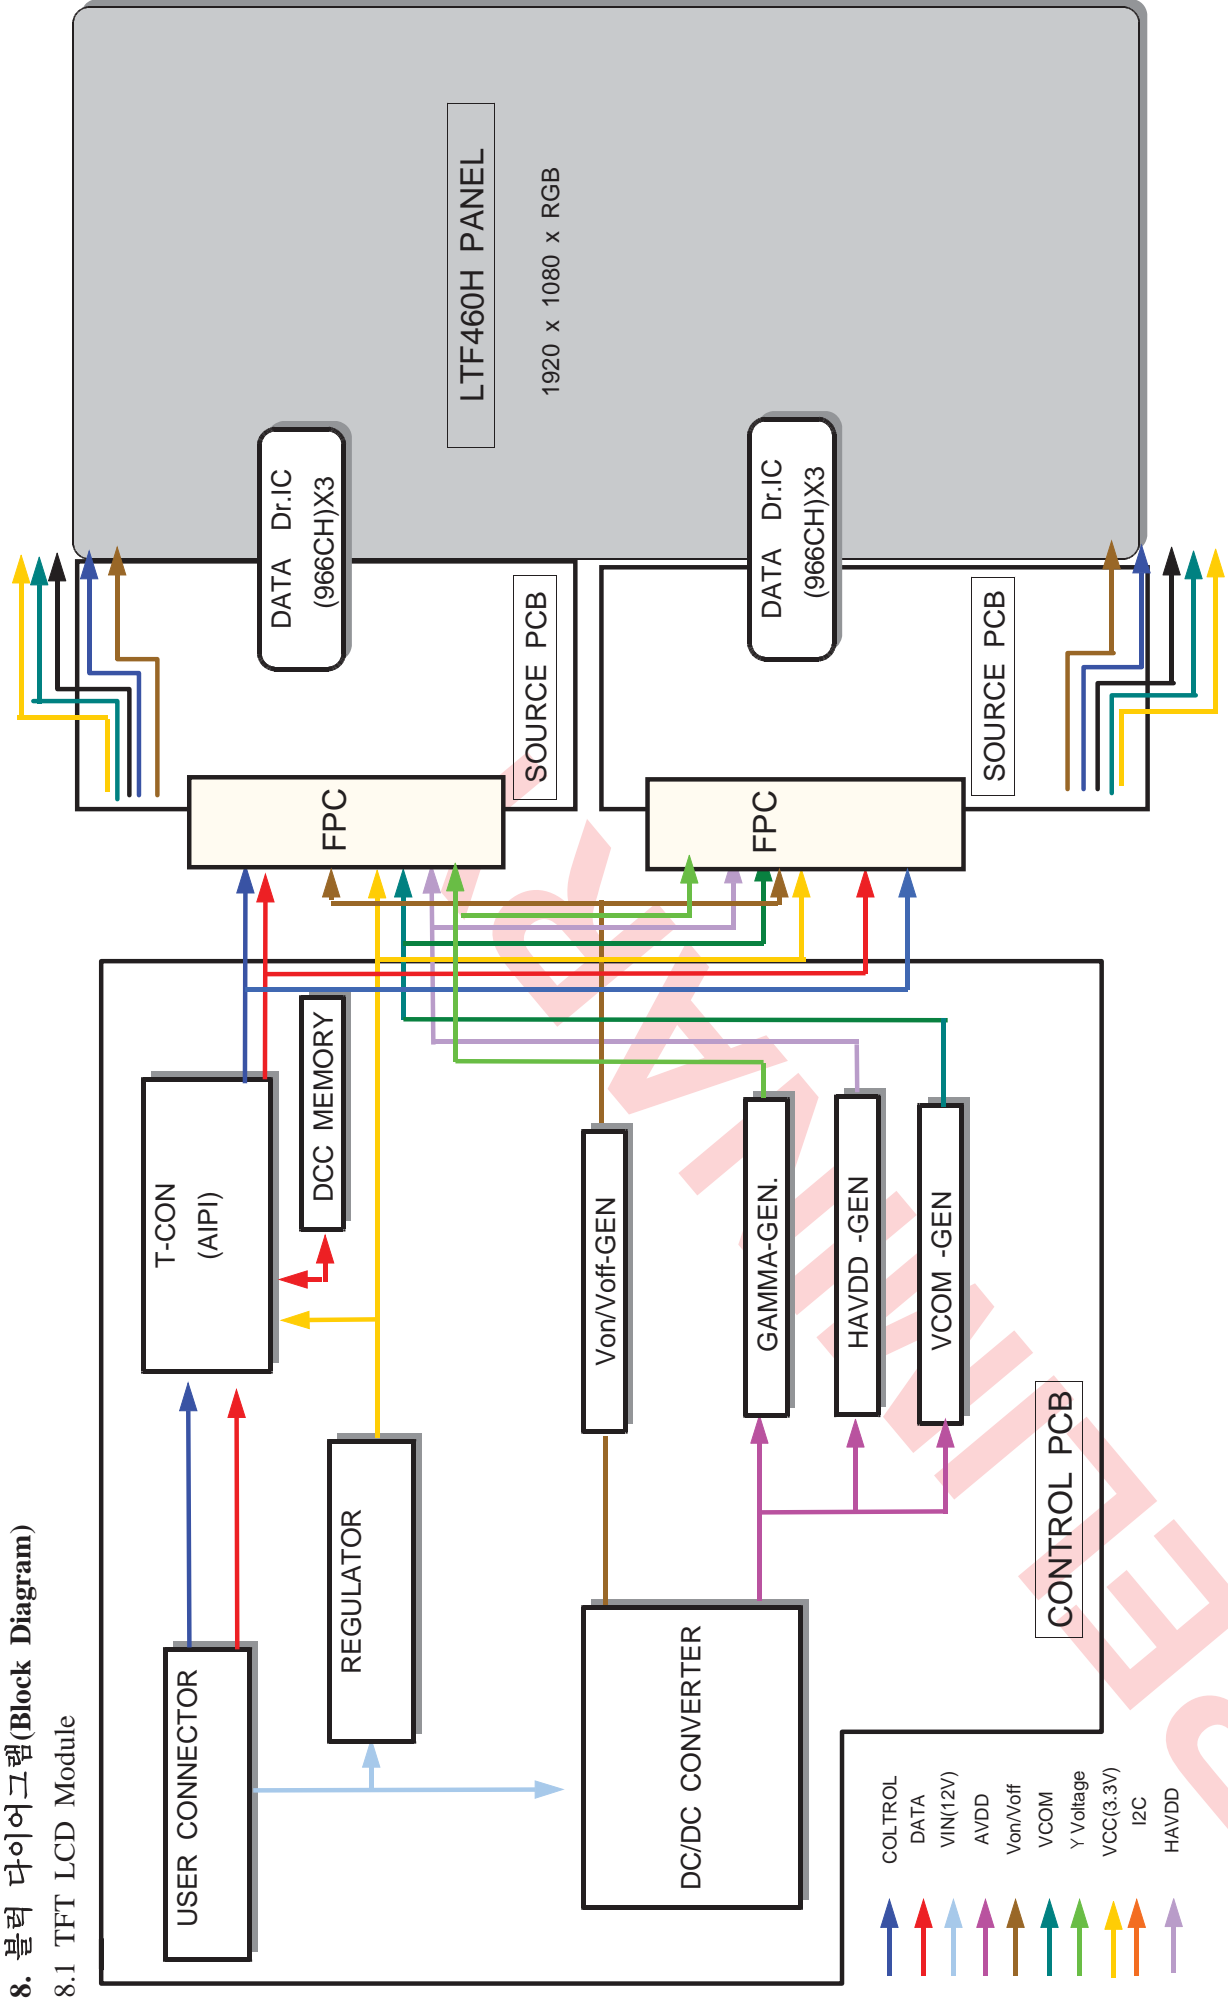 8. 블럭 다이어그램(Block Diagram)
8.1 TFT LCD Module
USER CONNECTOR
T-CON
(AIPI)
DCC MEMORY
REGULATOR
DC/DC CONVERTER
Von/Voff-GEN
GAMMA-GEN.
HAVDD -GEN
VCOM -GEN
CONTROL PCB
FPC
FPC
SOURCE PCB
SOURCE PCB
DATA Dr.IC
(966CH)X3
DATA Dr.IC
(966CH)X3
LTF460H PANEL
1920 x 1080 x RGB
COLTROL
DATA
VIN(12V)
AVDD
Von/Voff
VCOM
Y Voltage
VCC(3.3V)
I2C
HAVDD